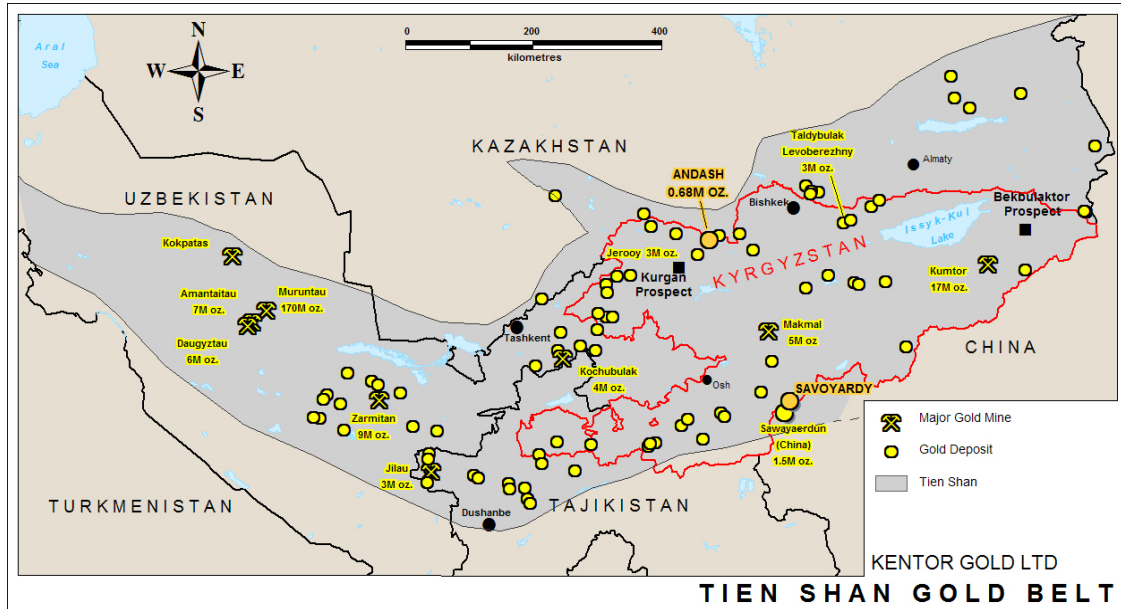 Aral
Sea
N
W E
S
0 200 400
kilometres
KAZAKHSTAN
UZBEKISTAN
Taldybulak
Levoberezhny
3M oz.
Almaty
ANDASH
0.68M OZ.
Bishkek
Bekbulaktor
Prospect
Issyk-Kul
Lake
Kokpatas
Jerooy 3M oz.
KYRGYZSTAN
Kurgan
Prospect
Kumtor
17M oz.
Amantaitau
7M oz.
Muruntau
170M oz.
Daugyztau
6M oz.
Tashkent
Makmal
5M oz
CHINA
Kochubulak
4M oz.
Osh
SAVOYARDY
Zarmitan
9M oz.
Sawayaerdun
(China)
1.5M oz.
Jilau
3M oz.
TURKMENISTAN
Dushanbe
TAJIKISTAN
Major Gold Mine
Gold Deposit
Tien Shan
KENTOR GOLD LTD
TIEN SHAN GOLD BELT